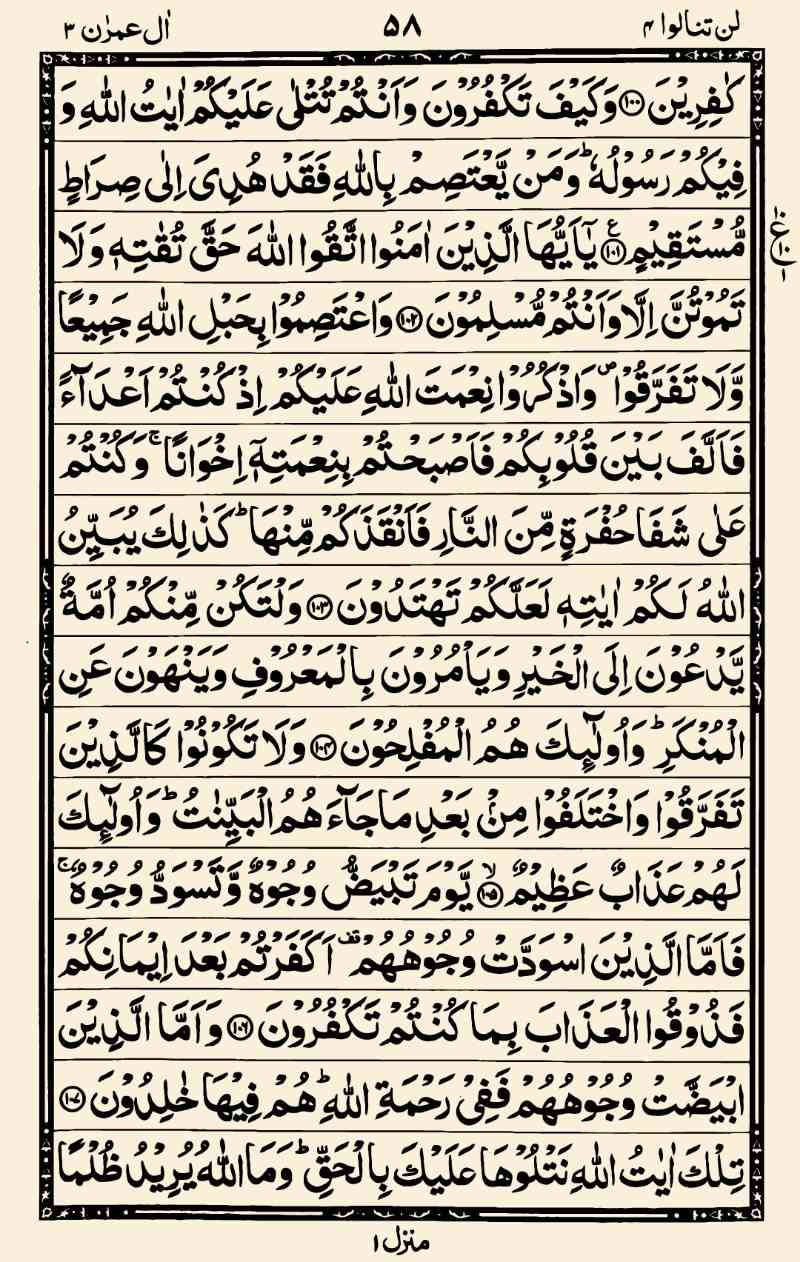 لن تنالوا ۴
۵۸
اٰل عمرٰن ۳
كٰفِرِيْنَ ۝۱۰۰ وَكَيْفَ تَكْفُرُوْنَ وَاَنْتُمْ تُتْلٰى عَلَيْكُمْ اٰيٰتُ اللّٰهِ وَ
فِيْكُمْ رَسُوْلُهٗ ؕ وَمَنْ يَّعْتَصِمْ بِاللّٰهِ فَقَدْ هُدِىَ اِلٰى صِرَاطٍ
مُّسْتَقِيْمٍ ۝۱۰۱ ع يٰۤاَيُّهَا الَّذِيْنَ اٰمَنُوا اتَّقُوا اللّٰهَ حَقَّ تُقٰتِهٖ وَلَا
ع ۱۰ ۱
تَمُوْتُنَّ اِلَّا وَاَنْتُمْ مُّسْلِمُوْنَ ۝۱۰۲ وَاعْتَصِمُوْا بِحَبْلِ اللّٰهِ جَمِيْعًا
وَّلَا تَفَرَّقُوْا ۪ وَاذْكُرُوْا نِعْمَتَ اللّٰهِ عَلَيْكُمْ اِذْ كُنْتُمْ اَعْدَآءً
فَاَلَّفَ بَيْنَ قُلُوْبِكُمْ فَاَصْبَحْتُمْ بِنِعْمَتِهٖۤ اِخْوَانًا ۚ وَكُنْتُمْ
عَلٰى شَفَا حُفْرَةٍ مِّنَ النَّارِ فَاَنْقَذَكُمْ مِّنْهَا ؕ كَذٰلِكَ يُبَيِّنُ
اللّٰهُ لَكُمْ اٰيٰتِهٖ لَعَلَّكُمْ تَهْتَدُوْنَ ۝۱۰۳ وَلْتَكُنْ مِّنْكُمْ اُمَّةٌ
يَّدْعُوْنَ اِلَى الْخَيْرِ وَيَاْمُرُوْنَ بِالْمَعْرُوْفِ وَيَنْهَوْنَ عَنِ
الْمُنْكَرِ ؕ وَاُولٰٓئِكَ هُمُ الْمُفْلِحُوْنَ ۝۱۰۴ وَلَا تَكُوْنُوْا كَالَّذِيْنَ
تَفَرَّقُوْا وَاخْتَلَفُوْا مِنْۢ بَعْدِ مَا جَآءَهُمُ الْبَيِّنٰتُ ؕ وَاُولٰٓئِكَ
لَهُمْ عَذَابٌ عَظِيْمٌ ۝۱۰۵ ۙ يَّوْمَ تَبْيَضُّ وُجُوْهٌ وَّتَسْوَدُّ وُجُوْهٌ ۚ
فَاَمَّا الَّذِيْنَ اسْوَدَّتْ وُجُوْهُهُمْ قف اَكَفَرْتُمْ بَعْدَ اِيْمَانِكُمْ
فَذُوْقُوا الْعَذَابَ بِمَا كُنْتُمْ تَكْفُرُوْنَ ۝۱۰۶ وَاَمَّا الَّذِيْنَ
ابْيَضَّتْ وُجُوْهُهُمْ فَفِىْ رَحْمَةِ اللّٰهِ ؕ هُمْ فِيْهَا خٰلِدُوْنَ ۝۱۰۷
تِلْكَ اٰيٰتُ اللّٰهِ نَتْلُوْهَا عَلَيْكَ بِالْحَقِّ ؕ وَمَا اللّٰهُ يُرِيْدُ ظُلْمًا
منزل ۱